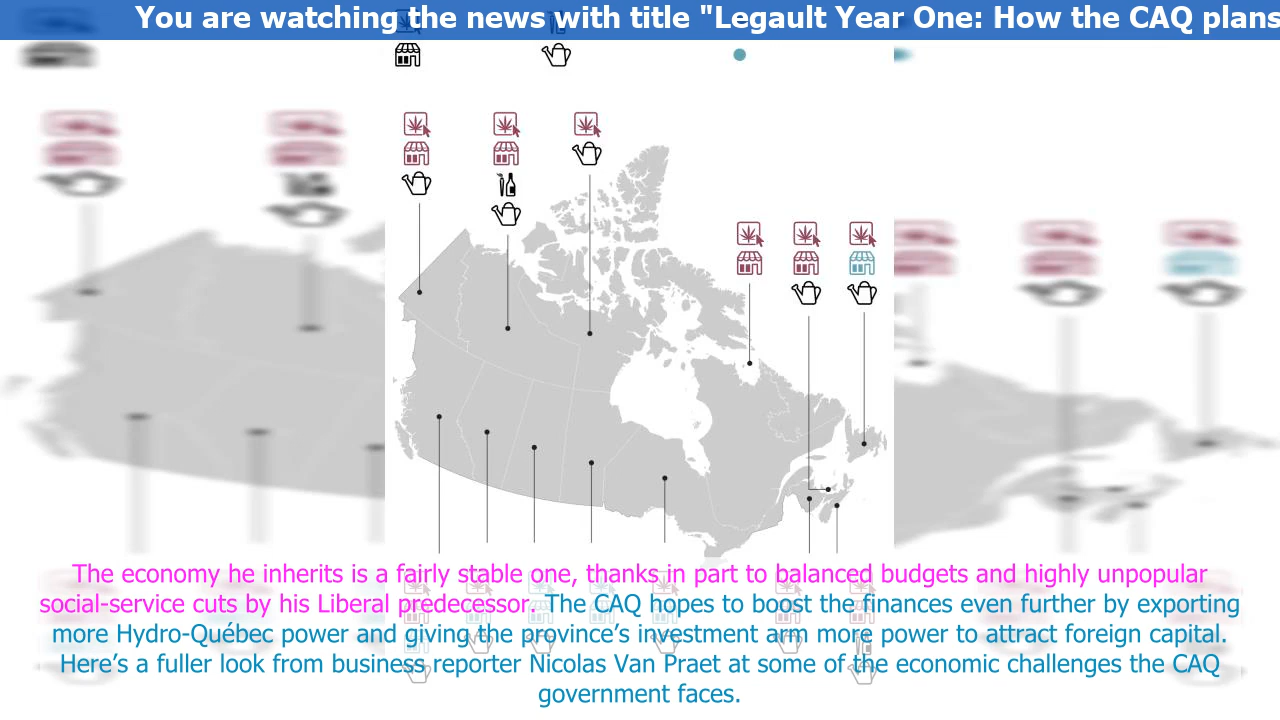 You are watching the news with title "Legault Year One: How the CAQ plans
The economy he inherits is a fairly stable one, thanks in part to balanced budgets and highly unpopular
social-service cuts by his Liberal predecessor. The CAQ hopes to boost the finances even further by exporting
more Hydro-Québec power and giving the province’s investment arm more power to attract foreign capital.
Here’s a fuller look from business reporter Nicolas Van Praet at some of the economic challenges the CAQ
government faces.